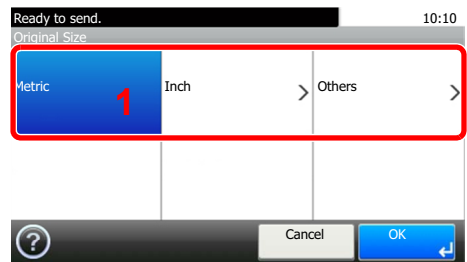 Ready to send. 10:10
Original Size
Metric 1 Inch > Others >
? Cancel OK